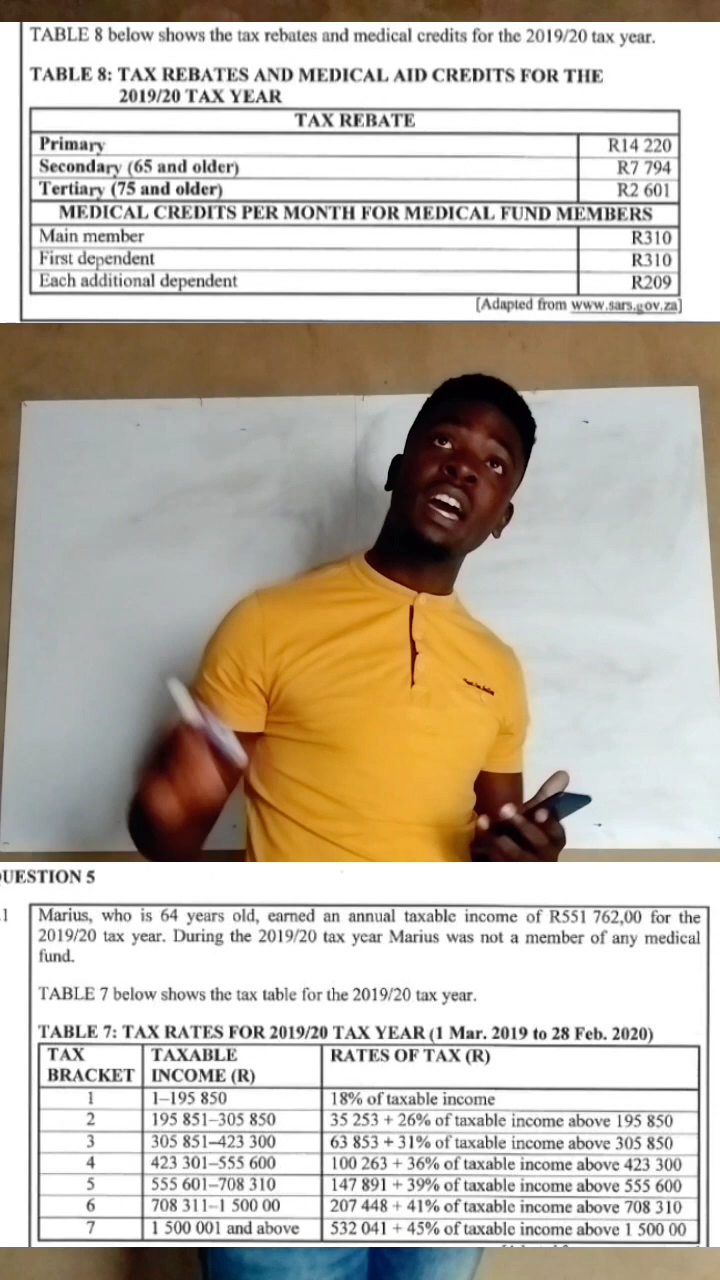 TABLE 8 below shows the tax rebates and medical credits for the 2019/20 tax year.
TABLE 8: TAX REBATES AND MEDICAL AID CREDITS FOR THE
2019/20 TAX YEAR
TAX REBATE
Primary R14 220
Secondary (65 and older) R7 794
Tertiary (75 and older) R2 601
MEDICAL CREDITS PER MONTH FOR MEDICAL FUND MEMBERS
Main member R310
First dependent R310
Each additional dependent R209
[Adapted from www.sars.gov.za]
UESTION 5
.1 Marius, who is 64 years old, earned an annual taxable income of R551 762,00 for the
2019/20 tax year. During the 2019/20 tax year Marius was not a member of any medical
fund.
TABLE 7 below shows the tax table for the 2019/20 tax year.
TABLE 7: TAX RATES FOR 2019/20 TAX YEAR (1 Mar. 2019 to 28 Feb. 2020)
TAX BRACKET TAXABLE INCOME (R) RATES OF TAX (R)
1 1–195 850 18% of taxable income
2 195 851–305 850 35 253 + 26% of taxable income above 195 850
3 305 851–423 300 63 853 + 31% of taxable income above 305 850
4 423 301–555 600 100 263 + 36% of taxable income above 423 300
5 555 601–708 310 147 891 + 39% of taxable income above 555 600
6 708 311–1 500 00 207 448 + 41% of taxable income above 708 310
7 1 500 001 and above 532 041 + 45% of taxable income above 1 500 00